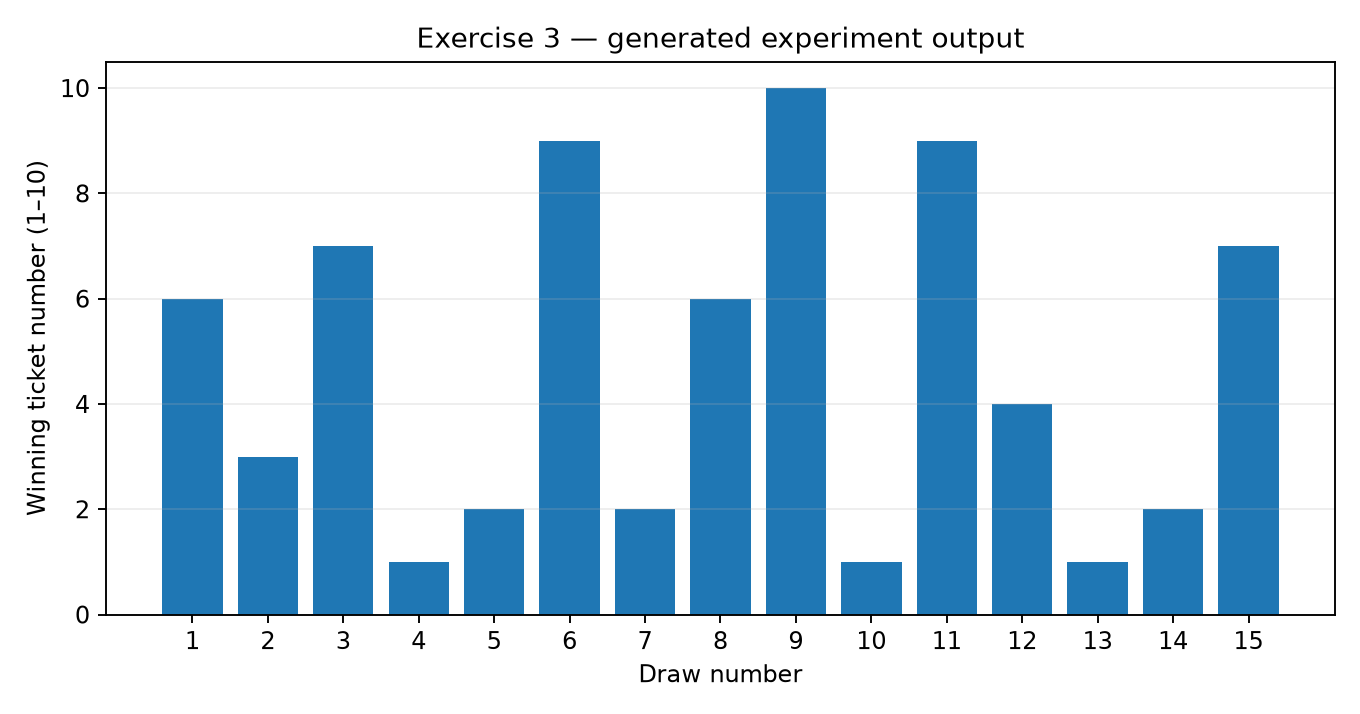 Exercise 3 — generated experiment output
Winning ticket number (1–10)
10
8
6
4
2
0
1 2 3 4 5 6 7 8 9 10 11 12 13 14 15
Draw number